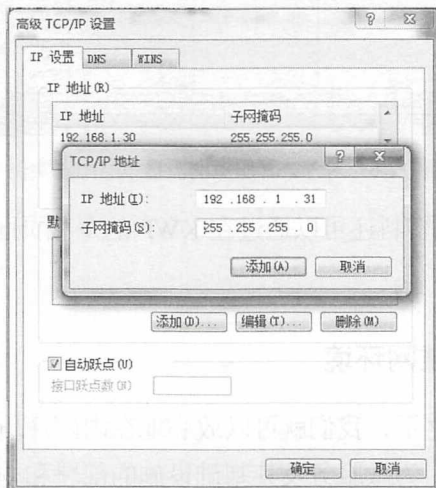 高级 TCP/IP 设置
IP 设置 DNS WINS
IP 地址(R)
IP 地址 子网掩码
192.168.1.30 255.255.255.0
TCP/IP 地址
IP 地址(I): 192 .168 . 1 . 31
子网掩码(S): 255 .255 .255 . 0
添加(A) 取消
默
添加(D)... 编辑(T)... 删除(M)
自动跃点(U)
接口跃点数(N)
确定 取消